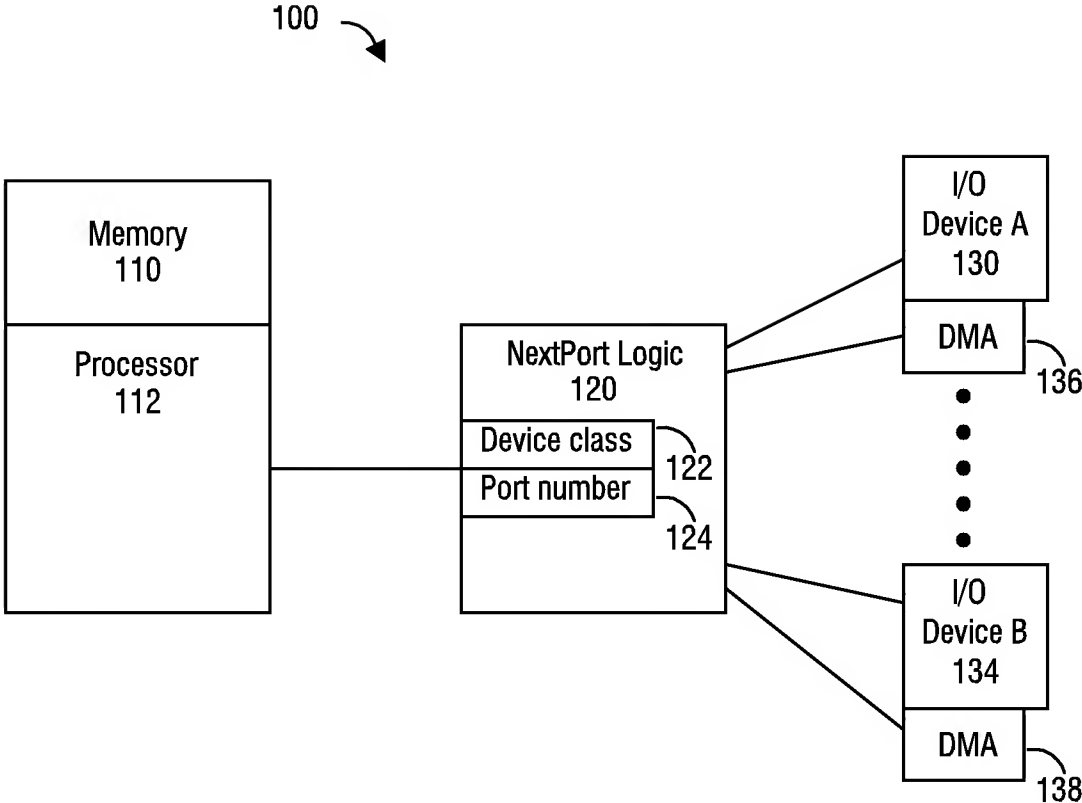 100
Memory
110
Processor
112
NextPort Logic
120
Device class
122
Port number
124
I/O
Device A
130
DMA
136
I/O
Device B
134
DMA
138